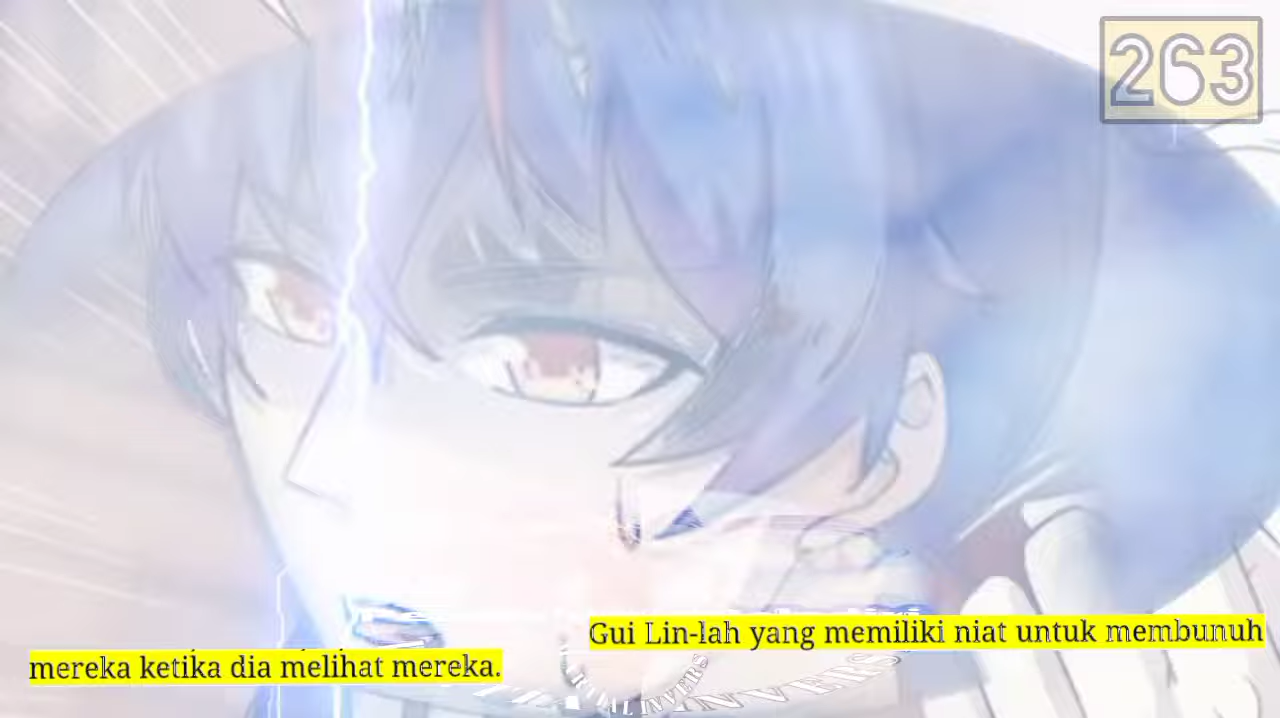 263
Gui Lin-lah yang memiliki niat untuk membunuh
mereka ketika dia melihat mereka.